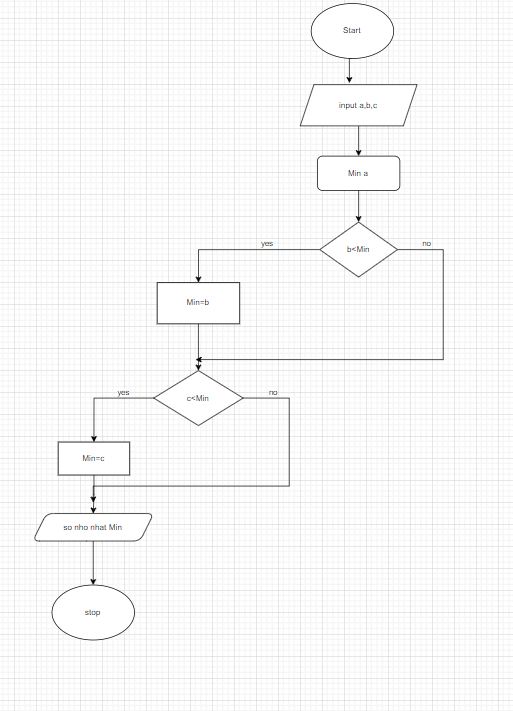 Start
input a,b,c
Min a
b<Min
yes
no
Min=b
c<Min
yes
no
Min=c
so nho nhat Min
stop